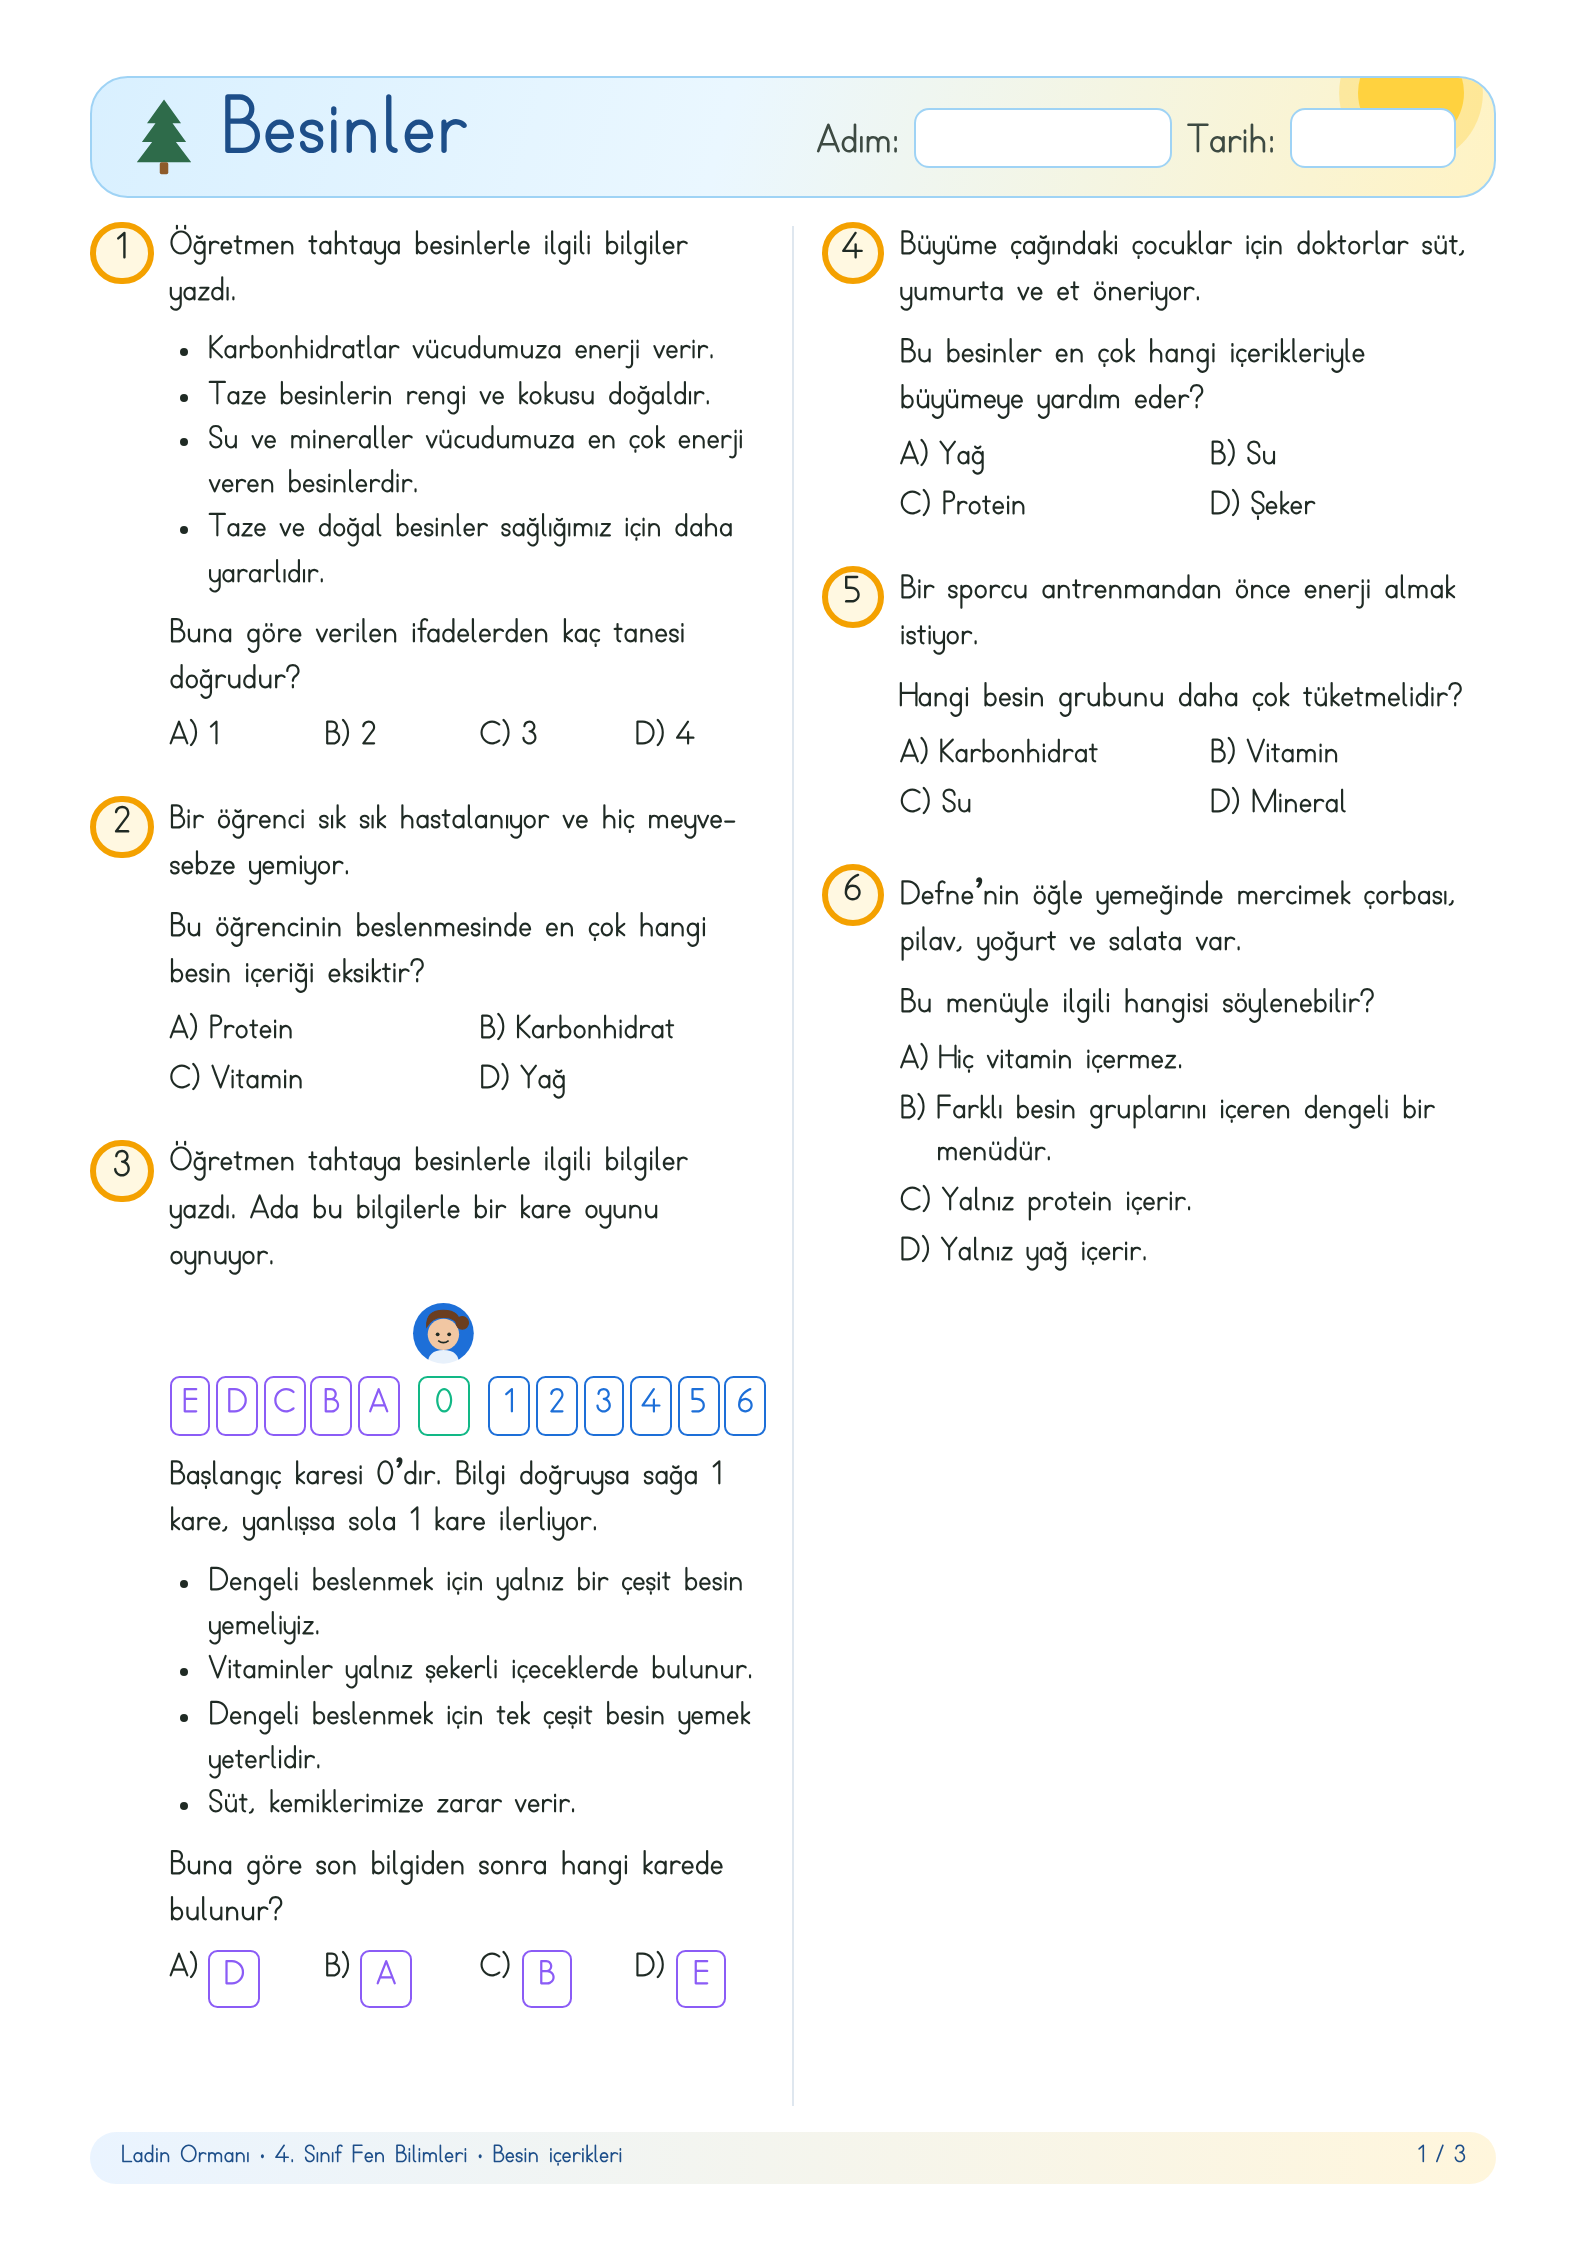 Besinler
Adım:
Tarih:
1
Öğretmen tahtaya besinlerle ilgili bilgiler
yazdı.
• Karbonhidratlar vücudumuza enerji verir.
• Taze besinlerin rengi ve kokusu doğaldır.
• Su ve mineraller vücudumuza en çok enerji
veren besinlerdir.
• Taze ve doğal besinler sağlığımız için daha
yararlıdır.
Buna göre verilen ifadelerden kaç tanesi
doğrudur?
A) 1 B) 2 C) 3 D) 4
2
Bir öğrenci sık sık hastalanıyor ve hiç meyve-
sebze yemiyor.
Bu öğrencinin beslenmesinde en çok hangi
besin içeriği eksiktir?
A) Protein B) Karbonhidrat
C) Vitamin D) Yağ
3
Öğretmen tahtaya besinlerle ilgili bilgiler
yazdı. Ada bu bilgilerle bir kare oyunu
oynuyor.
E D C B A 0 1 2 3 4 5 6
Başlangıç karesi 0’dır. Bilgi doğruysa sağa 1
kare, yanlışsa sola 1 kare ilerliyor.
• Dengeli beslenmek için yalnız bir çeşit besin
yemeliyiz.
• Vitaminler yalnız şekerli içeceklerde bulunur.
• Dengeli beslenmek için tek çeşit besin yemek
yeterlidir.
• Süt, kemiklerimize zarar verir.
Buna göre son bilgiden sonra hangi karede
bulunur?
A) D B) A C) B D) E
4
Büyüme çağındaki çocuklar için doktorlar süt,
yumurta ve et öneriyor.
Bu besinler en çok hangi içerikleriyle
büyümeye yardım eder?
A) Yağ B) Su
C) Protein D) Şeker
5
Bir sporcu antrenmandan önce enerji almak
istiyor.
Hangi besin grubunu daha çok tüketmelidir?
A) Karbonhidrat B) Vitamin
C) Su D) Mineral
6
Defne’nin öğle yemeğinde mercimek çorbası,
pilav, yoğurt ve salata var.
Bu menüyle ilgili hangisi söylenebilir?
A) Hiç vitamin içermez.
B) Farklı besin gruplarını içeren dengeli bir
menüdür.
C) Yalnız protein içerir.
D) Yalnız yağ içerir.
Ladin Ormanı • 4. Sınıf Fen Bilimleri • Besin içerikleri
1 / 3